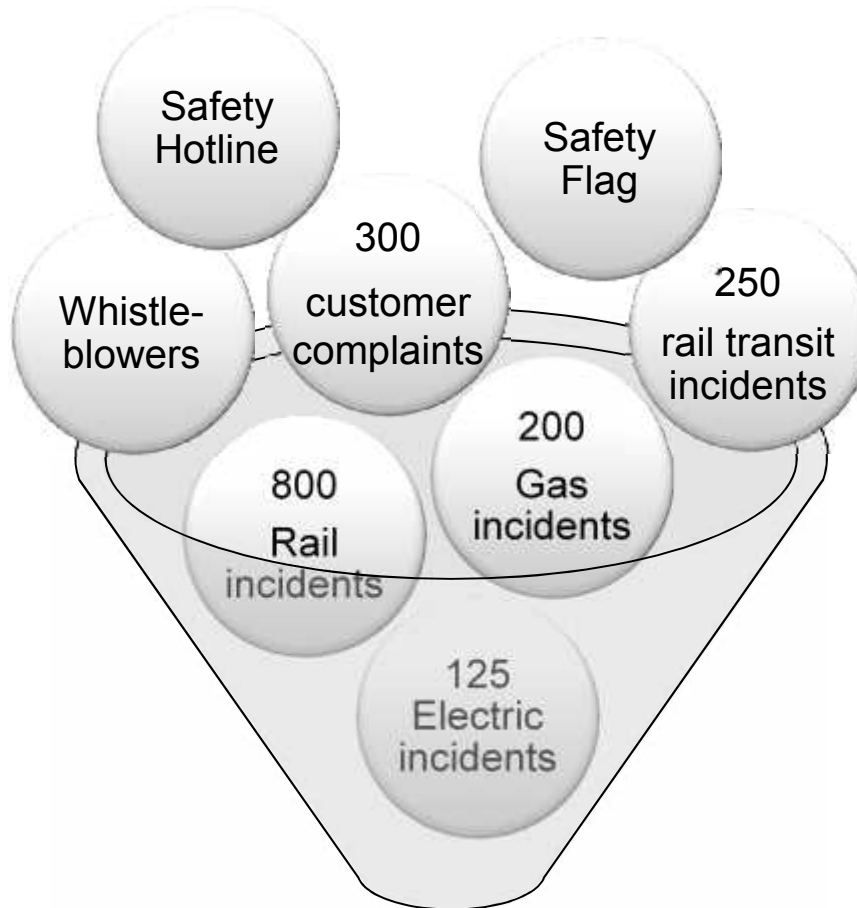 Safety
Hotline
Safety
Flag
300
customer
complaints
250
rail transit
incidents
Whistle-
blowers
200
Gas
incidents
800
Rail
incidents
125
Electric
incidents